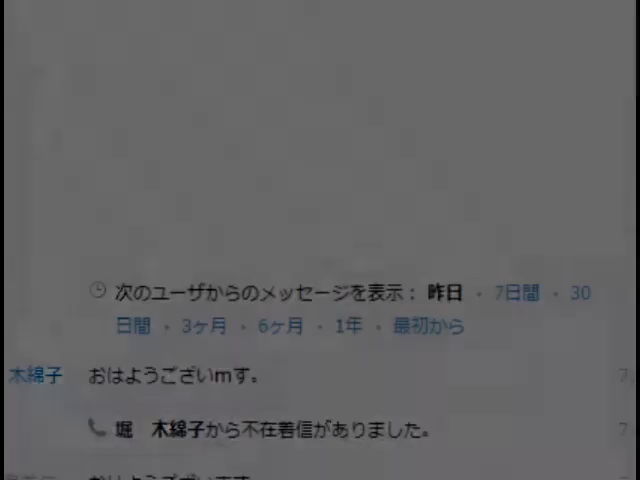 次のユーザからのメッセージを表示： 昨日 ・ 7日間 ・ 30
日間 ・ 3ヶ月 ・ 6ヶ月 ・ 1年 ・ 最初から
木綿子 おはようございmす。 7
堀　木綿子から不在着信がありました。 7